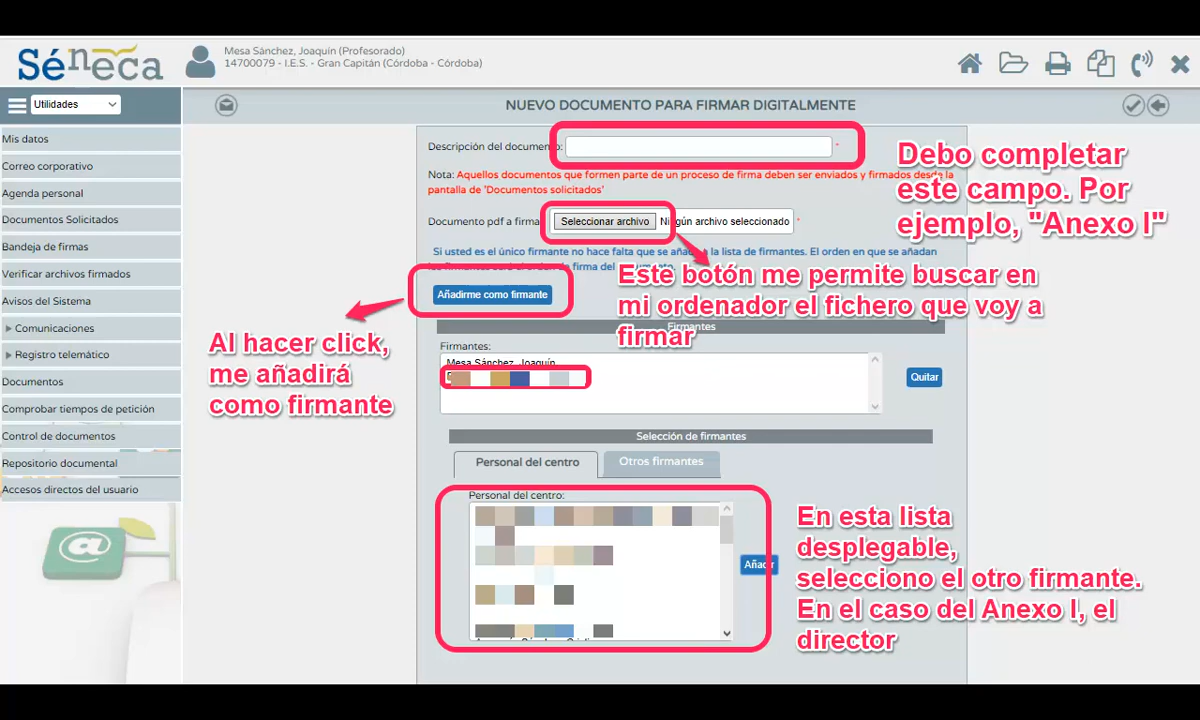 Séneca
Mesa Sánchez, Joaquín (Profesorado)
14700079 - I.E.S. - Gran Capitán (Córdoba - Córdoba)
Utilidades
NUEVO DOCUMENTO PARA FIRMAR DIGITALMENTE
Mis datos
Correo corporativo
Agenda personal
Documentos Solicitados
Bandeja de firmas
Verificar archivos firmados
Avisos del Sistema
Comunicaciones
Registro telemático
Documentos
Comprobar tiempos de petición
Control de documentos
Repositorio documental
Accesos directos del usuario
Descripción del documento: *
Nota: Aquellos documentos que formen parte de un proceso de firma deben ser enviados y firmados desde la
pantalla de 'Documentos solicitados'
Documento pdf a firmar Seleccionar archivo Ningún archivo seleccionado *
Si usted es el único firmante no hace falta que se añada a la lista de firmantes. El orden en que se añadan
firma del
Añadirme como firmante
Firmantes
Firmantes:
Mesa Sánchez, Joaquín
Quitar
Selección de firmantes
Personal del centro
Otros firmantes
Personal del centro:
Añadir
Debo completar
este campo. Por
ejemplo, "Anexo I"
Este botón me permite buscar en
mi ordenador el fichero que voy a
firmar
Al hacer click,
me añadirá
como firmante
En esta lista
desplegable,
selecciono el otro firmante.
En el caso del Anexo I, el
director